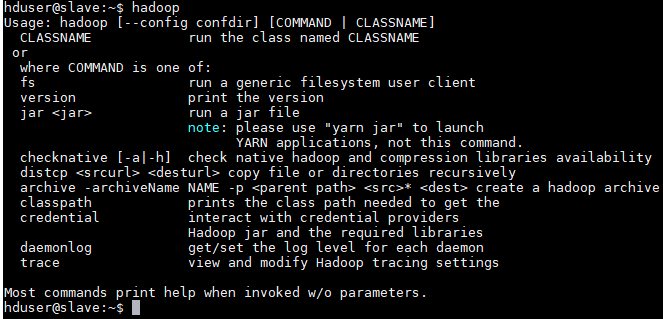 hduser@slave:~$ hadoop
Usage: hadoop [--config confdir] [COMMAND | CLASSNAME]
  CLASSNAME            run the class named CLASSNAME
 or
  where COMMAND is one of:
  fs                   run a generic filesystem user client
  version              print the version
  jar <jar>            run a jar file
                       note: please use "yarn jar" to launch
                             YARN applications, not this command.
  checknative [-a|-h]  check native hadoop and compression libraries availability
  distcp <srcurl> <desturl> copy file or directories recursively
  archive -archiveName NAME -p <parent path> <src>* <dest> create a hadoop archive
  classpath            prints the class path needed to get the
  credential           interact with credential providers
                       Hadoop jar and the required libraries
  daemonlog            get/set the log level for each daemon
  trace                view and modify Hadoop tracing settings

Most commands print help when invoked w/o parameters.
hduser@slave:~$